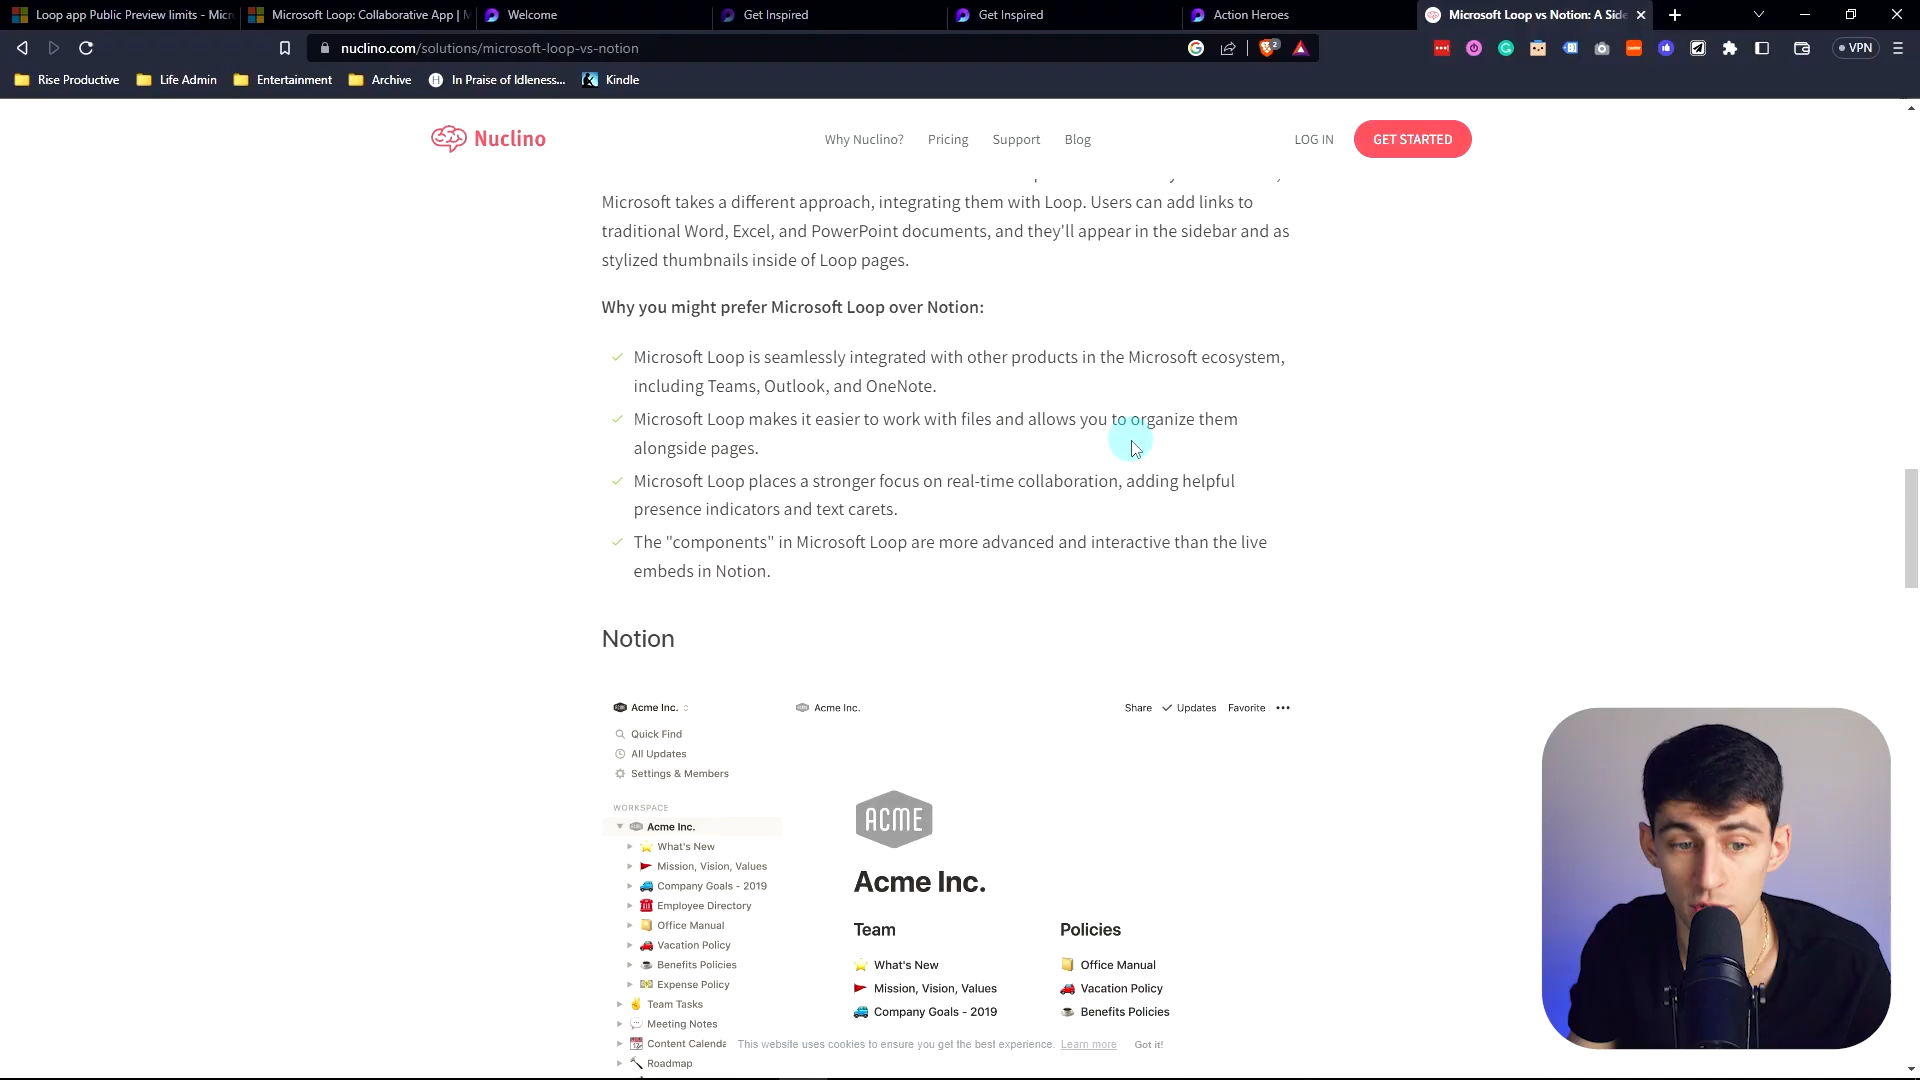 Loop app Public Preview limits - Micr
Microsoft Loop: Collaborative App | M
Welcome
Get Inspired
Get Inspired
Action Heroes
Microsoft Loop vs Notion: A Side
nuclino.com/solutions/microsoft-loop-vs-notion
2
VPN
Rise Productive
Life Admin
Entertainment
Archive
In Praise of Idleness...
Kindle
Nuclino
Why Nuclino?
Pricing
Support
Blog
LOG IN
GET STARTED
Microsoft takes a different approach, integrating them with Loop. Users can add links to
traditional Word, Excel, and PowerPoint documents, and they'll appear in the sidebar and as
stylized thumbnails inside of Loop pages.
Why you might prefer Microsoft Loop over Notion:
Microsoft Loop is seamlessly integrated with other products in the Microsoft ecosystem,
including Teams, Outlook, and OneNote.
Microsoft Loop makes it easier to work with files and allows you to organize them
alongside pages.
Microsoft Loop places a stronger focus on real-time collaboration, adding helpful
presence indicators and text carets.
The "components" in Microsoft Loop are more advanced and interactive than the live
embeds in Notion.
Notion
Acme Inc.
Acme Inc.
Share
Updates
Favorite
Quick Find
All Updates
Settings & Members
WORKSPACE
Acme Inc.
What's New
Mission, Vision, Values
Company Goals - 2019
Employee Directory
Office Manual
Vacation Policy
Benefits Policies
Expense Policy
Team Tasks
Meeting Notes
Content Calenda
Roadmap
ACME
Acme Inc.
Team
What's New
Mission, Vision, Values
Company Goals - 2019
Policies
Office Manual
Vacation Policy
Benefits Policies
This website uses cookies to ensure you get the best experience. Learn more
Got it!